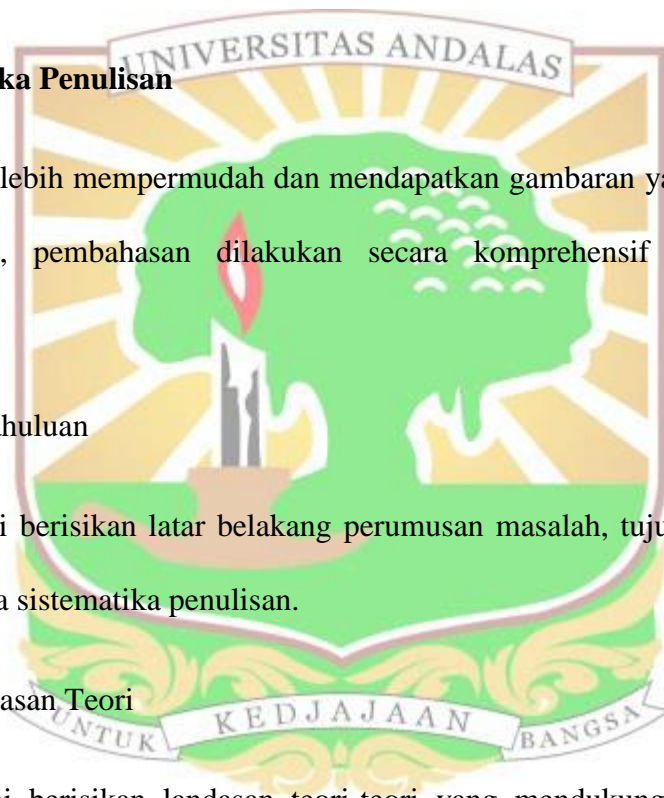 UNIVERSITAS ANDALAS
ka Penulisan
lebih mempermudah dan mendapatkan gambaran ya
, pembahasan dilakukan secara komprehensif
ahuluan
i berisikan latar belakang perumusan masalah, tuju
a sistematika penulisan.
asan Teori
UNTUK KEDJAJAAN BANGSA
i berisikan landasan teori-teori yang mendukung